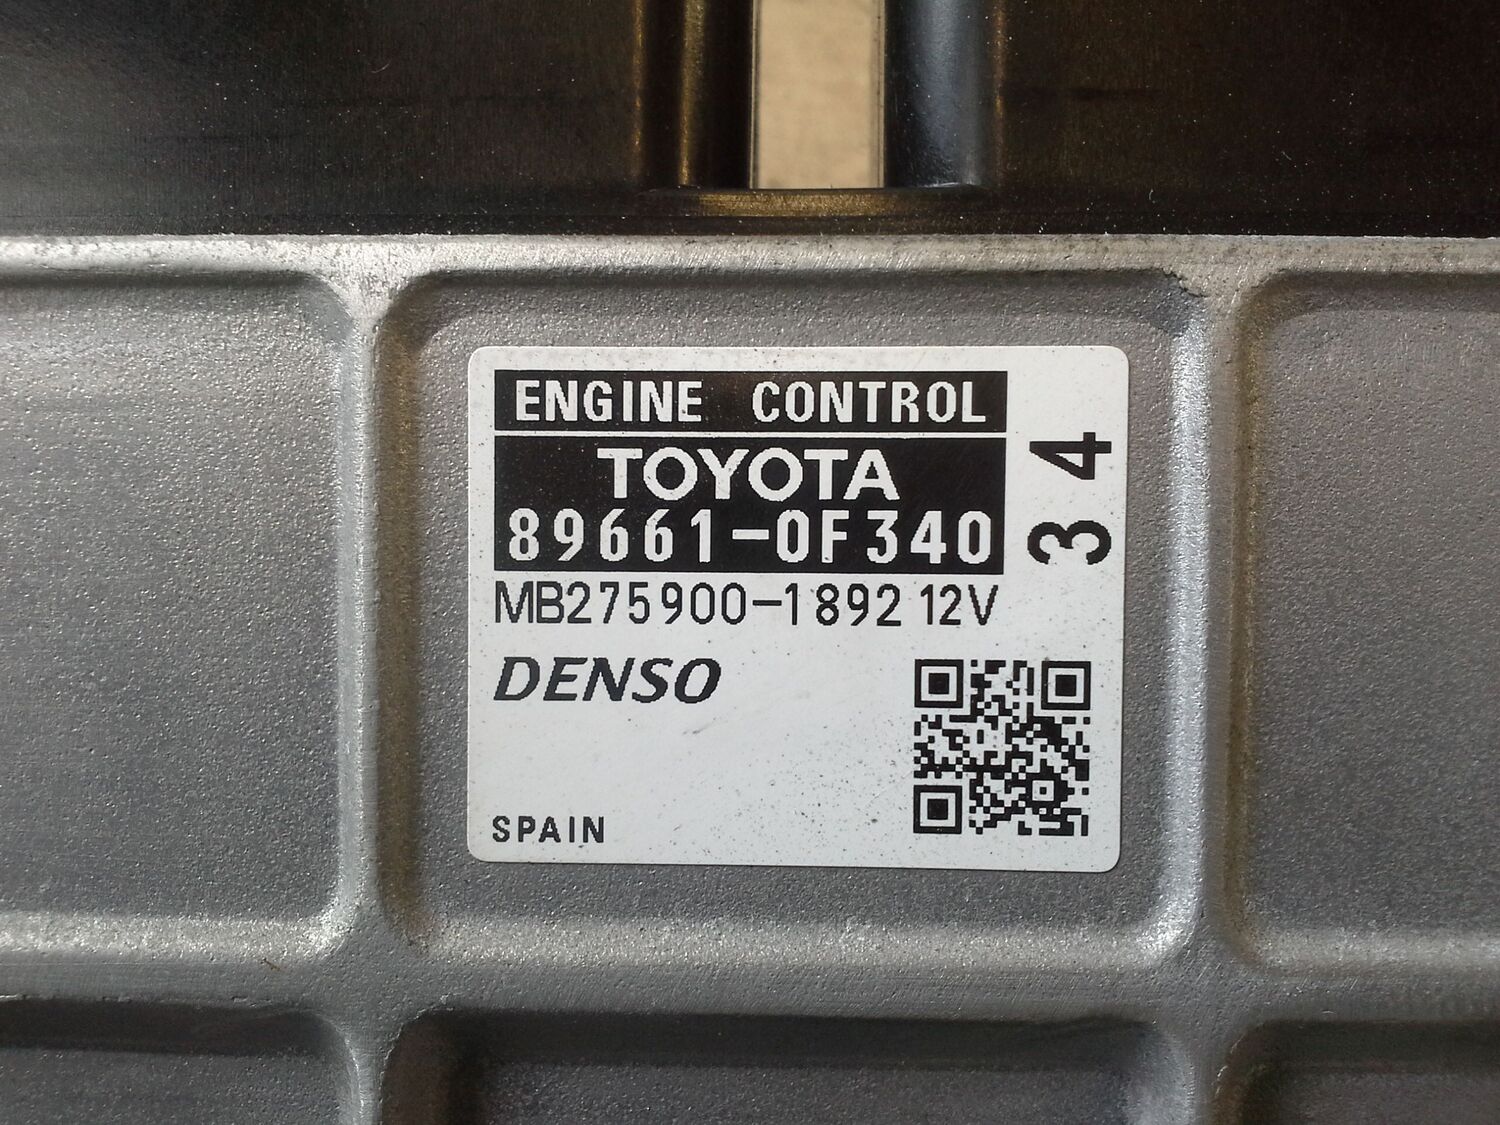 ENGINE CONTROL
TOYOTA
89661-0F340
MB275900-1892 12V
DENSO
SPAIN
34